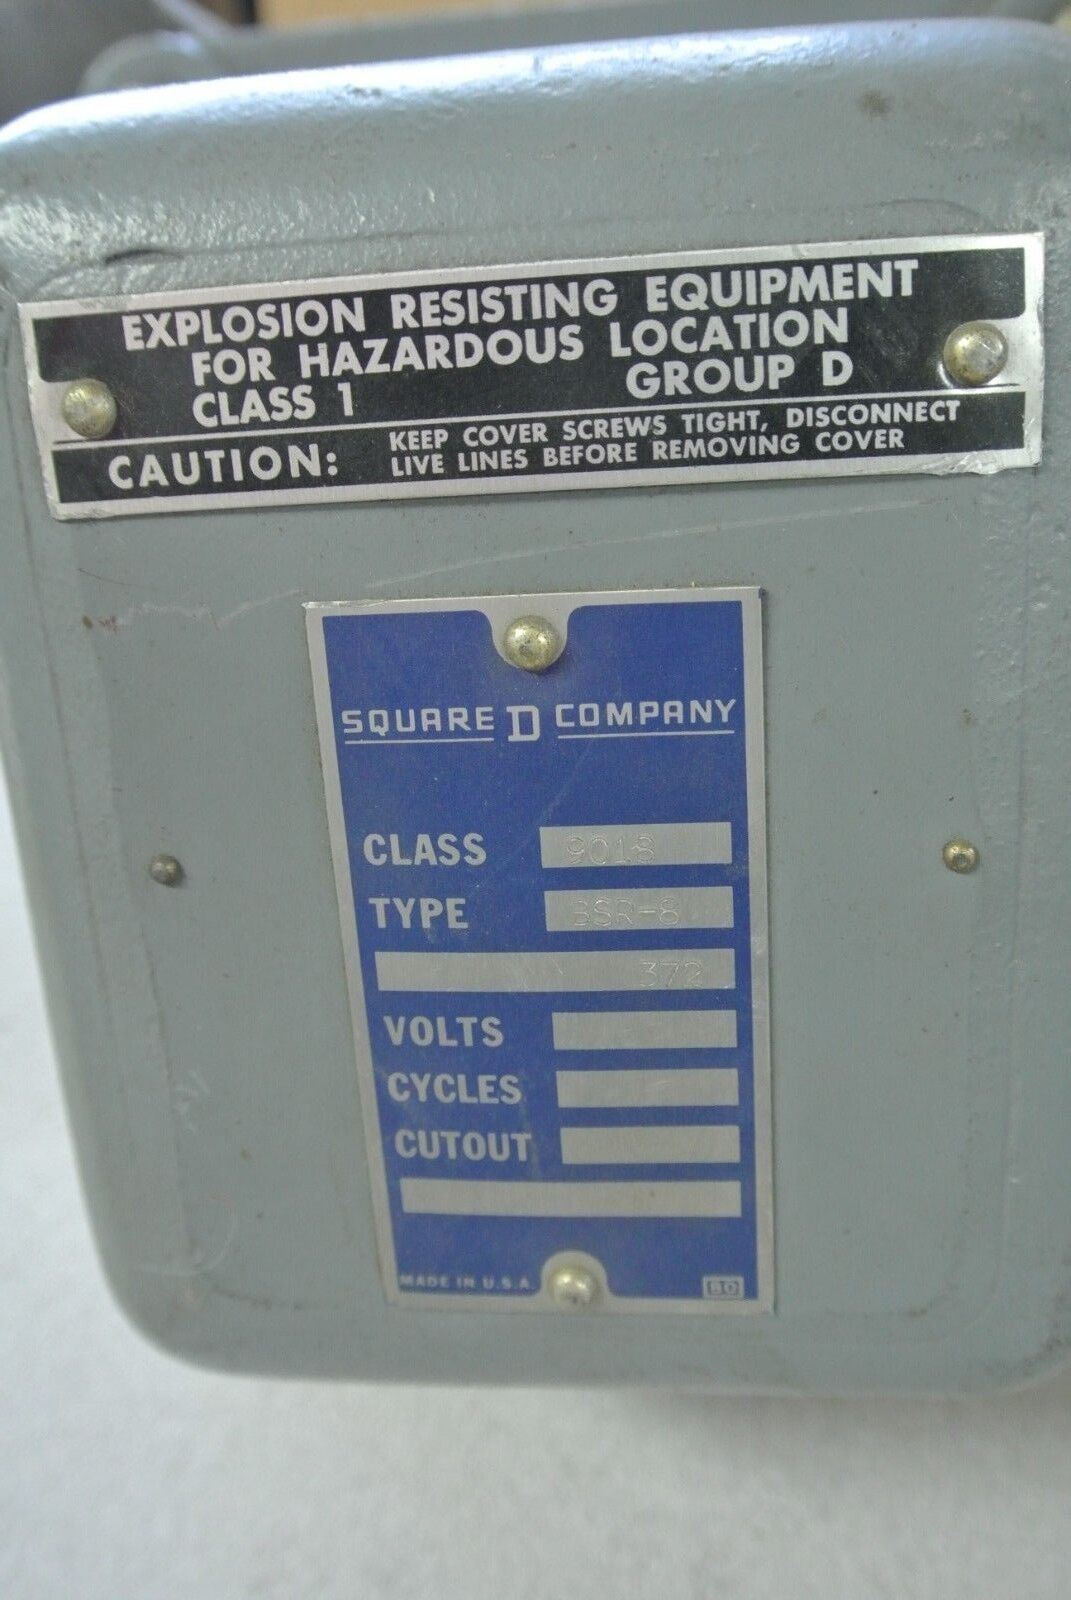 EXPLOSION RESISTING EQUIPMENT
FOR HAZARDOUS LOCATION
CLASS 1 GROUP D
CAUTION: KEEP COVER SCREWS TIGHT, DISCONNECT
LIVE LINES BEFORE REMOVING COVER
SQUARE D COMPANY
CLASS 9018
TYPE BSR-8
372
VOLTS
CYCLES
CUTOUT
MADE IN U.S.A.